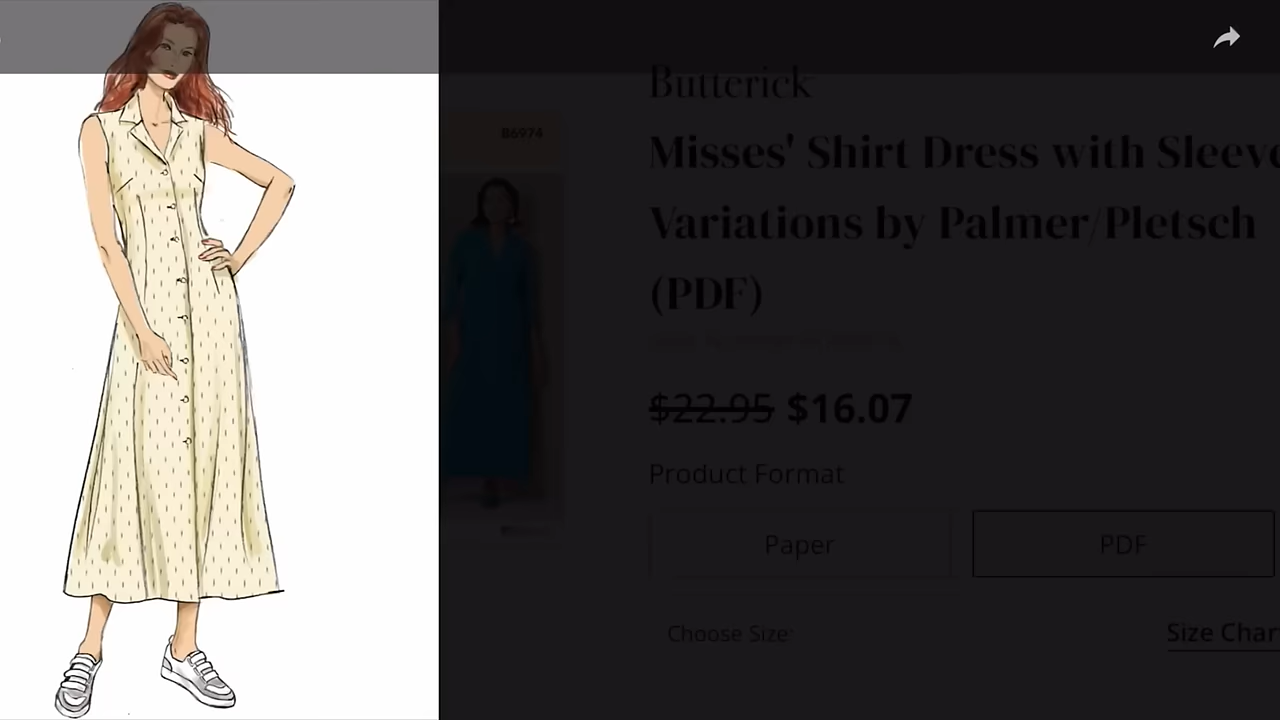 Butterick
B6974
Misses' Shirt Dress with Sleeve
Variations by Palmer/Pletsch
(PDF)
$22.95 $16.07
Product Format
Paper
PDF
Choose Size:
Size Char